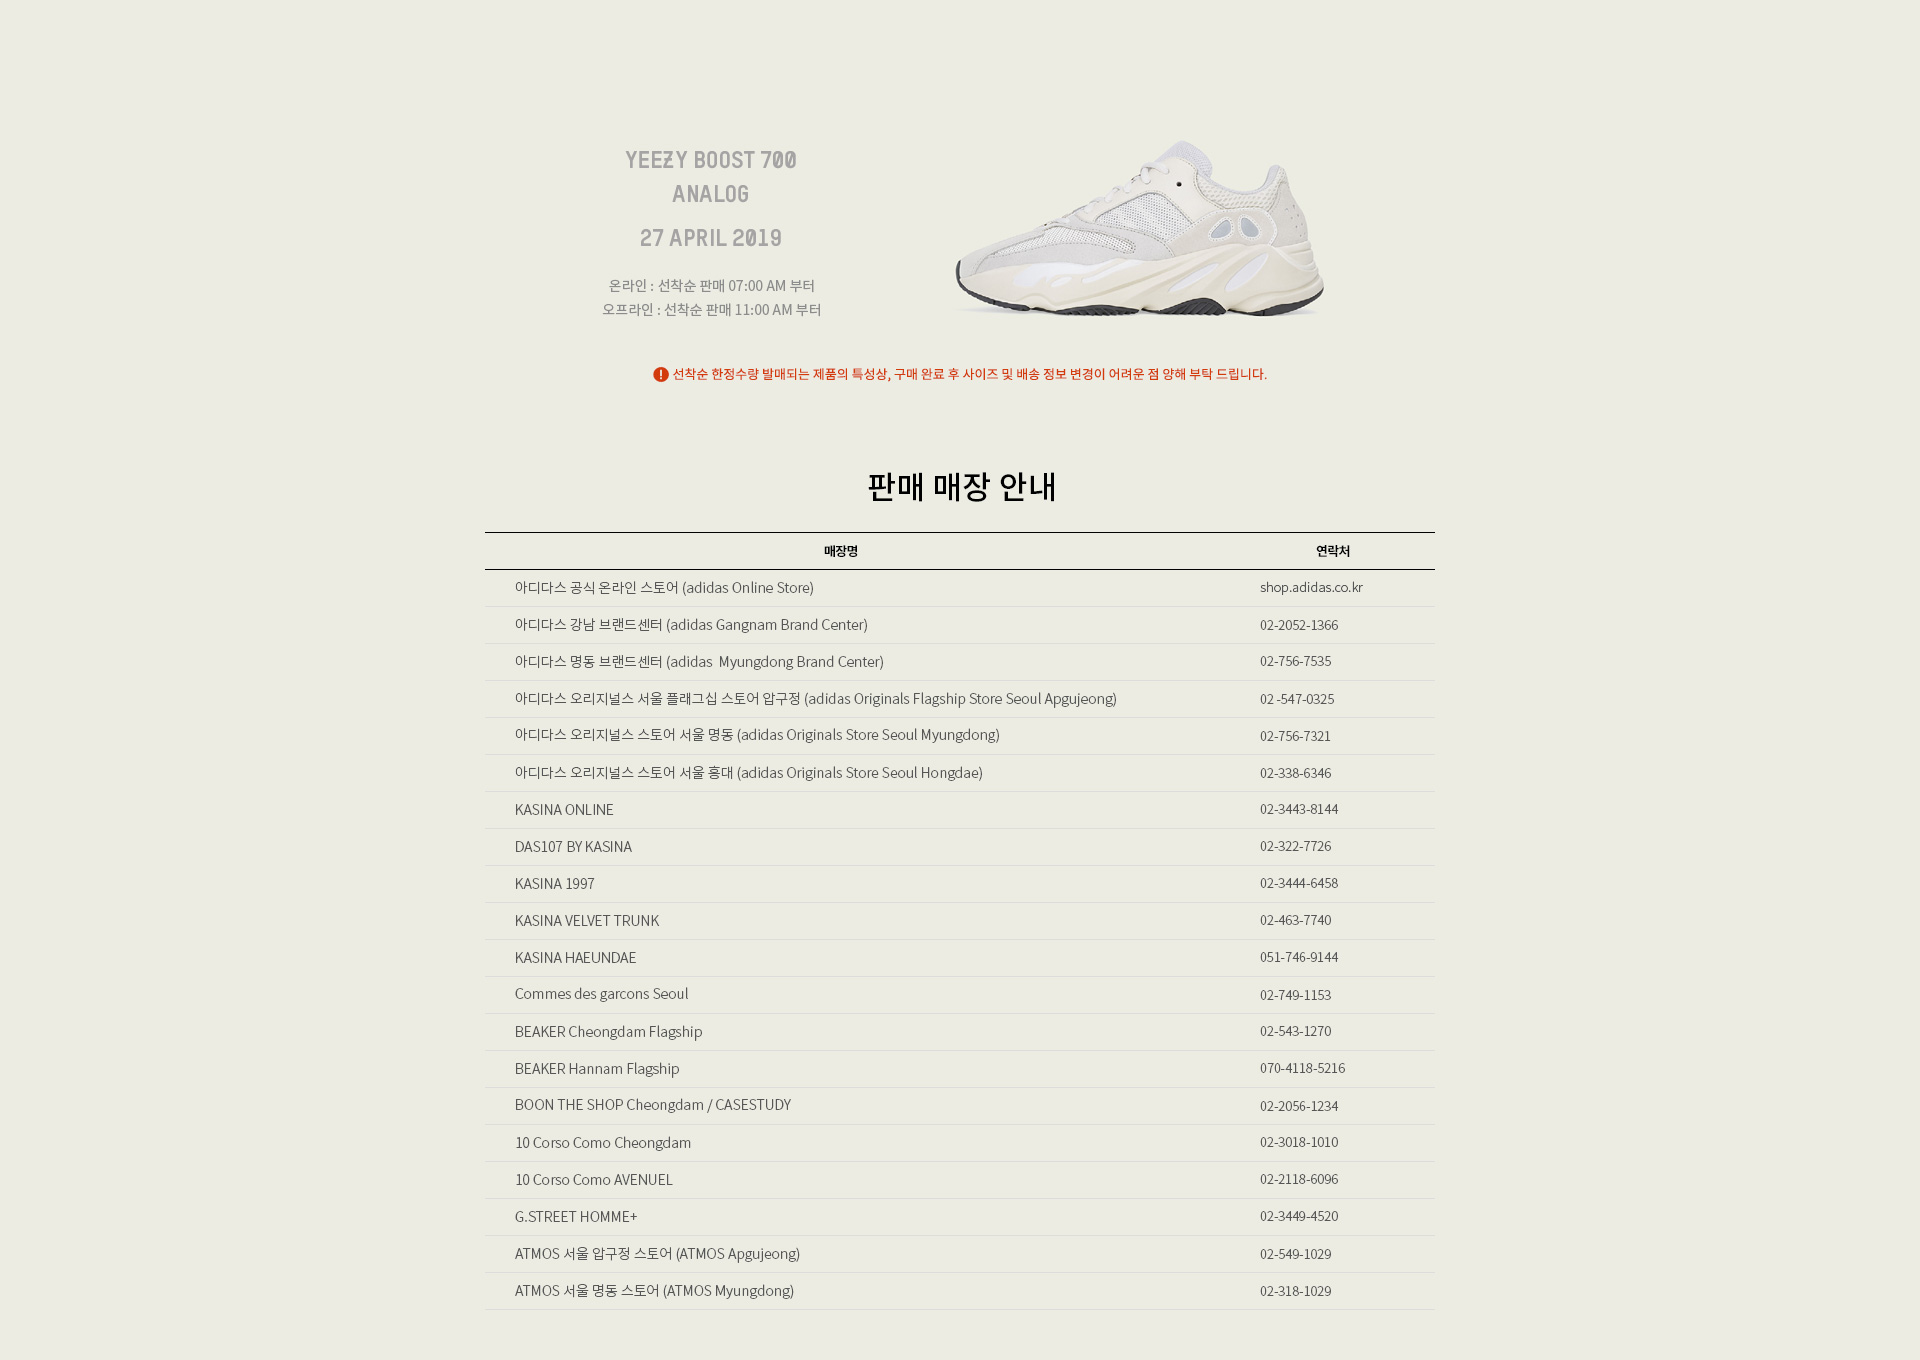 YEEZY BOOST 700
ANALOG
27 APRIL 2019
온라인 : 선착순 판매 07:00 AM 부터
오프라인 : 선착순 판매 11:00 AM 부터
선착순 한정수량 발매되는 제품의 특성상, 구매 완료 후 사이즈 및 배송 정보 변경이 어려운 점 양해 부탁 드립니다.
판매 매장 안내
매장명 연락처
아디다스 공식 온라인 스토어 (adidas Online Store) shop.adidas.co.kr
아디다스 강남 브랜드센터 (adidas Gangnam Brand Center) 02-2052-1366
아디다스 명동 브랜드센터 (adidas  Myungdong Brand Center) 02-756-7535
아디다스 오리지널스 서울 플래그십 스토어 압구정 (adidas Originals Flagship Store Seoul Apgujeong) 02 -547-0325
아디다스 오리지널스 스토어 서울 명동 (adidas Originals Store Seoul Myungdong) 02-756-7321
아디다스 오리지널스 스토어 서울 홍대 (adidas Originals Store Seoul Hongdae) 02-338-6346
KASINA ONLINE 02-3443-8144
DAS107 BY KASINA 02-322-7726
KASINA 1997 02-3444-6458
KASINA VELVET TRUNK 02-463-7740
KASINA HAEUNDAE 051-746-9144
Commes des garcons Seoul 02-749-1153
BEAKER Cheongdam Flagship 02-543-1270
BEAKER Hannam Flagship 070-4118-5216
BOON THE SHOP Cheongdam / CASESTUDY 02-2056-1234
10 Corso Como Cheongdam 02-3018-1010
10 Corso Como AVENUEL 02-2118-6096
G.STREET HOMME+ 02-3449-4520
ATMOS 서울 압구정 스토어 (ATMOS Apgujeong) 02-549-1029
ATMOS 서울 명동 스토어 (ATMOS Myungdong) 02-318-1029